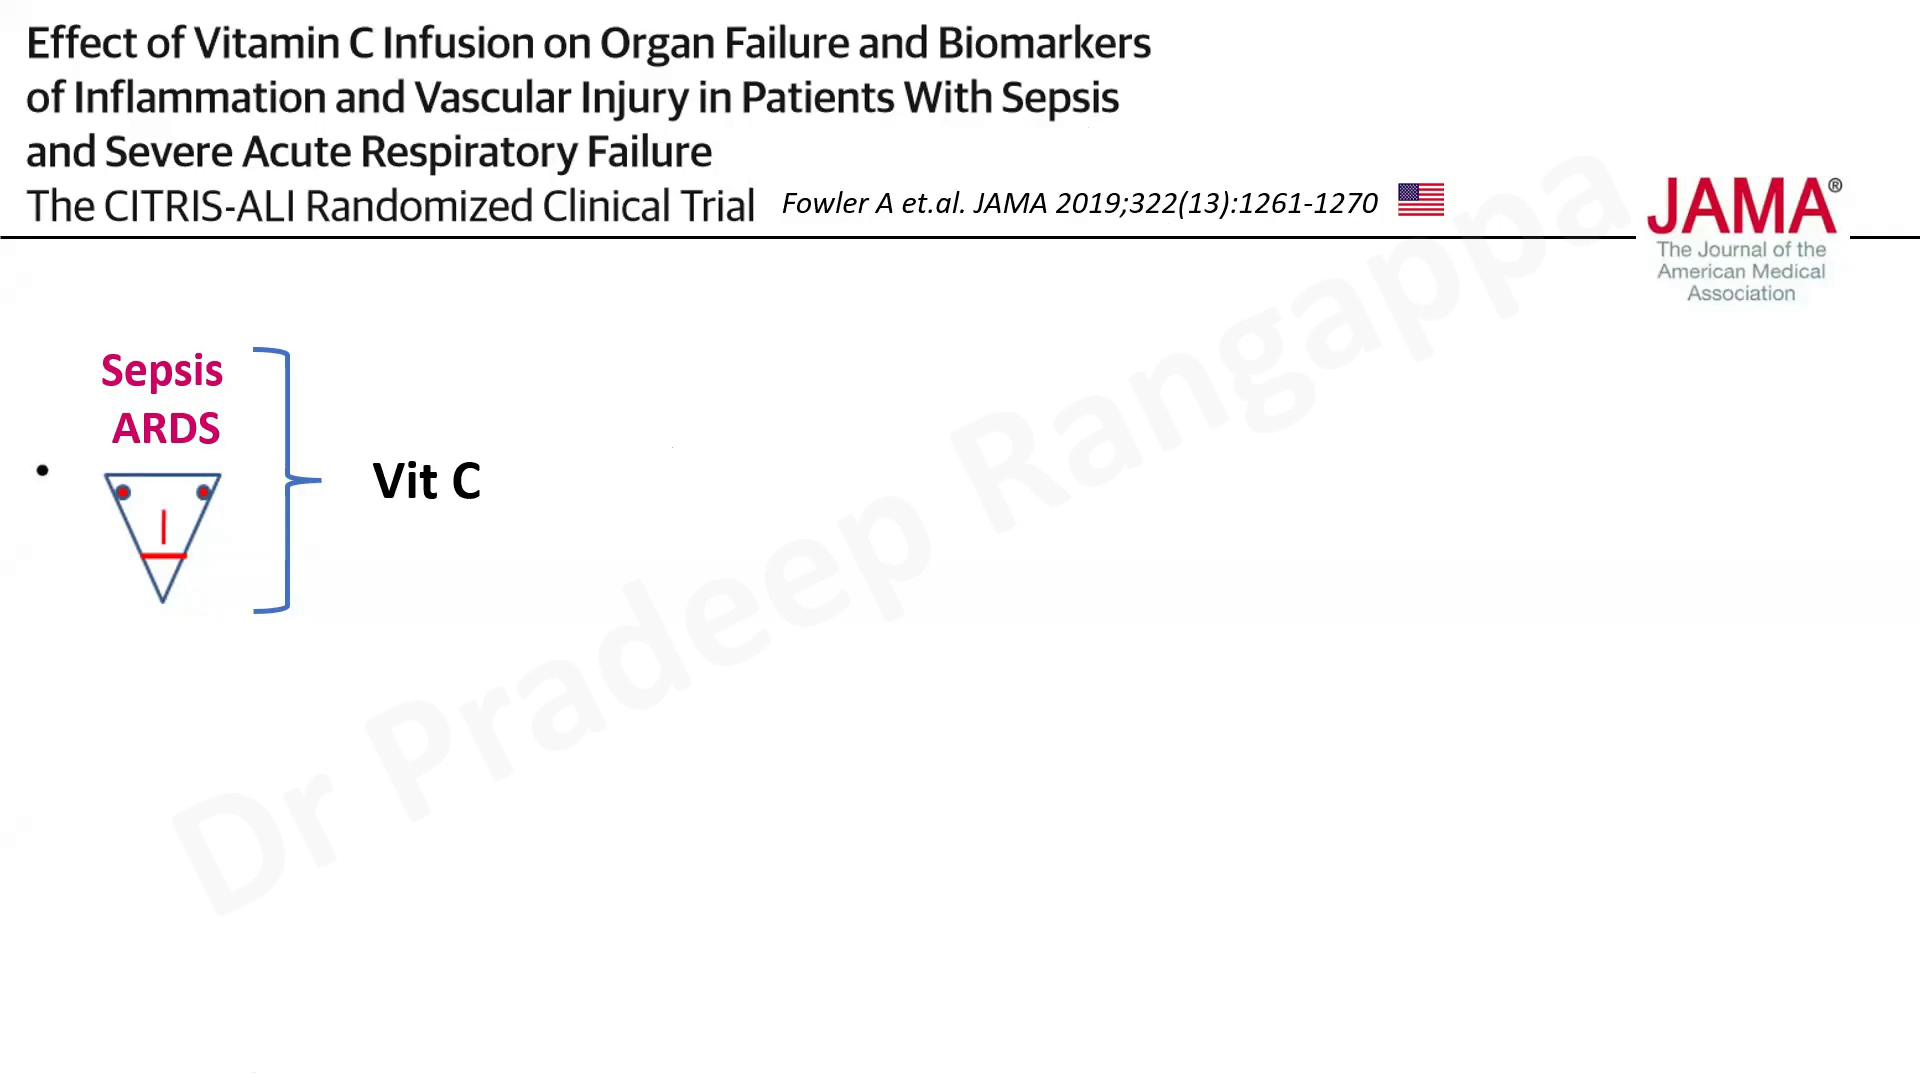 Effect of Vitamin C Infusion on Organ Failure and Biomarkers
of Inflammation and Vascular Injury in Patients With Sepsis
and Severe Acute Respiratory Failure
The CITRIS-ALI Randomized Clinical Trial Fowler A et.al. JAMA 2019;322(13):1261-1270
JAMA®
The Journal of the
American Medical
Association
Sepsis
ARDS
• Vit C
Dr Pradeep Rangappa